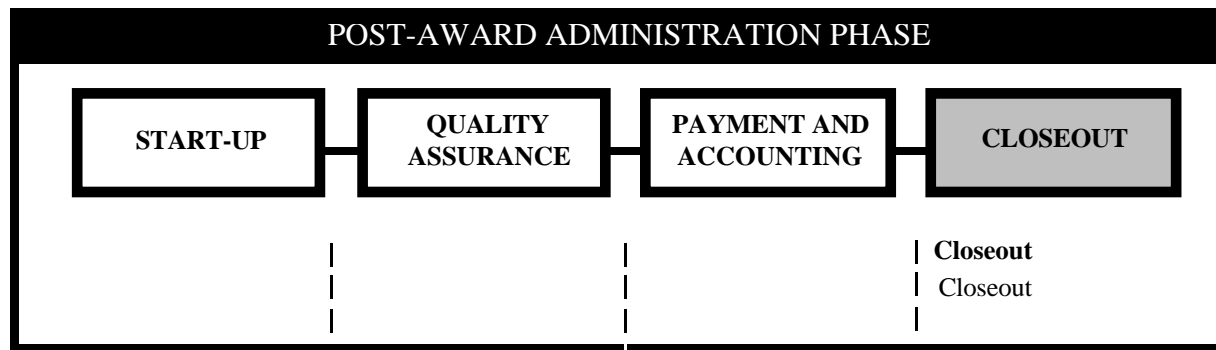 POST-AWARD ADMINISTRATION PHASE
START-UP
QUALITY
ASSURANCE
PAYMENT AND
ACCOUNTING
CLOSEOUT
Closeout
Closeout